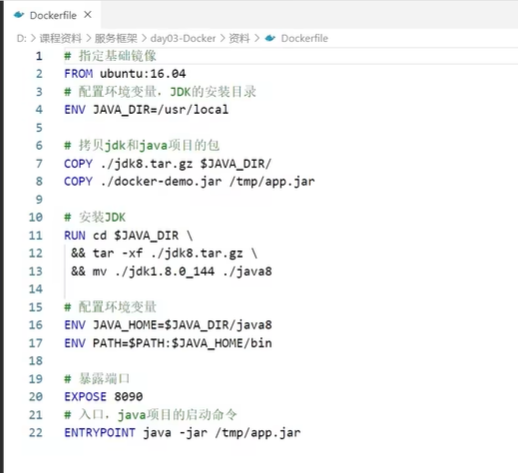 Dockerfile ×
D: > 课程资料 > 服务框架 > day03-Docker > 资料 > Dockerfile
1 # 指定基础镜像
2 FROM ubuntu:16.04
3 # 配置环境变量，JDK的安装目录
4 ENV JAVA_DIR=/usr/local
5
6 # 拷贝jdk和java项目的包
7 COPY ./jdk8.tar.gz $JAVA_DIR/
8 COPY ./docker-demo.jar /tmp/app.jar
9
10 # 安装JDK
11 RUN cd $JAVA_DIR \
12 && tar -xf ./jdk8.tar.gz \
13 && mv ./jdk1.8.0_144 ./java8
14
15 # 配置环境变量
16 ENV JAVA_HOME=$JAVA_DIR/java8
17 ENV PATH=$PATH:$JAVA_HOME/bin
18
19 # 暴露端口
20 EXPOSE 8090
21 # 入口，java项目的启动命令
22 ENTRYPOINT java -jar /tmp/app.jar